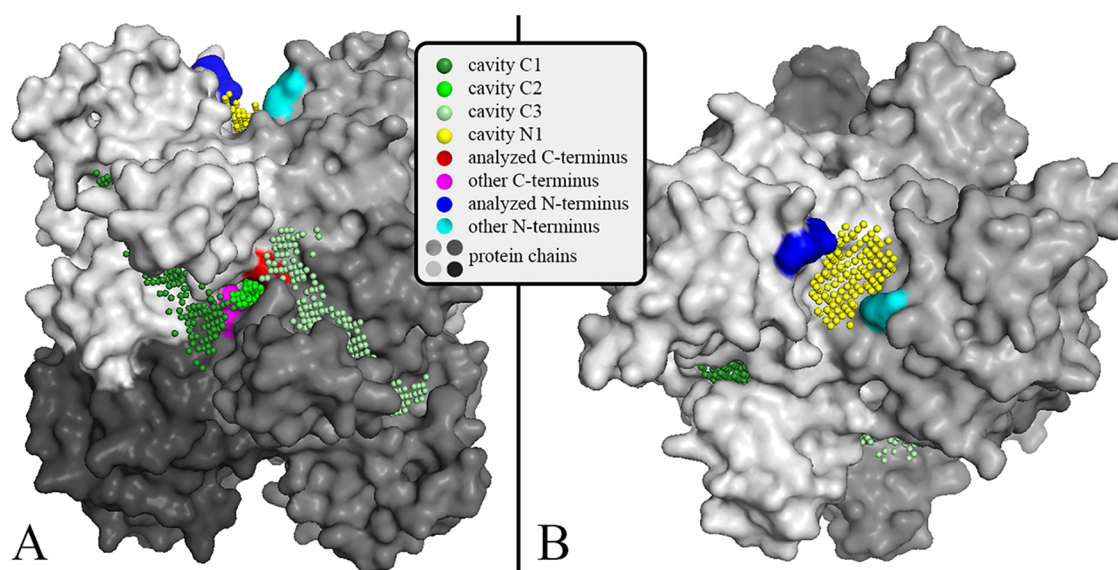 cavity C1
cavity C2
cavity C3
cavity N1
analyzed C-terminus
other C-terminus
analyzed N-terminus
other N-terminus
protein chains
A
B